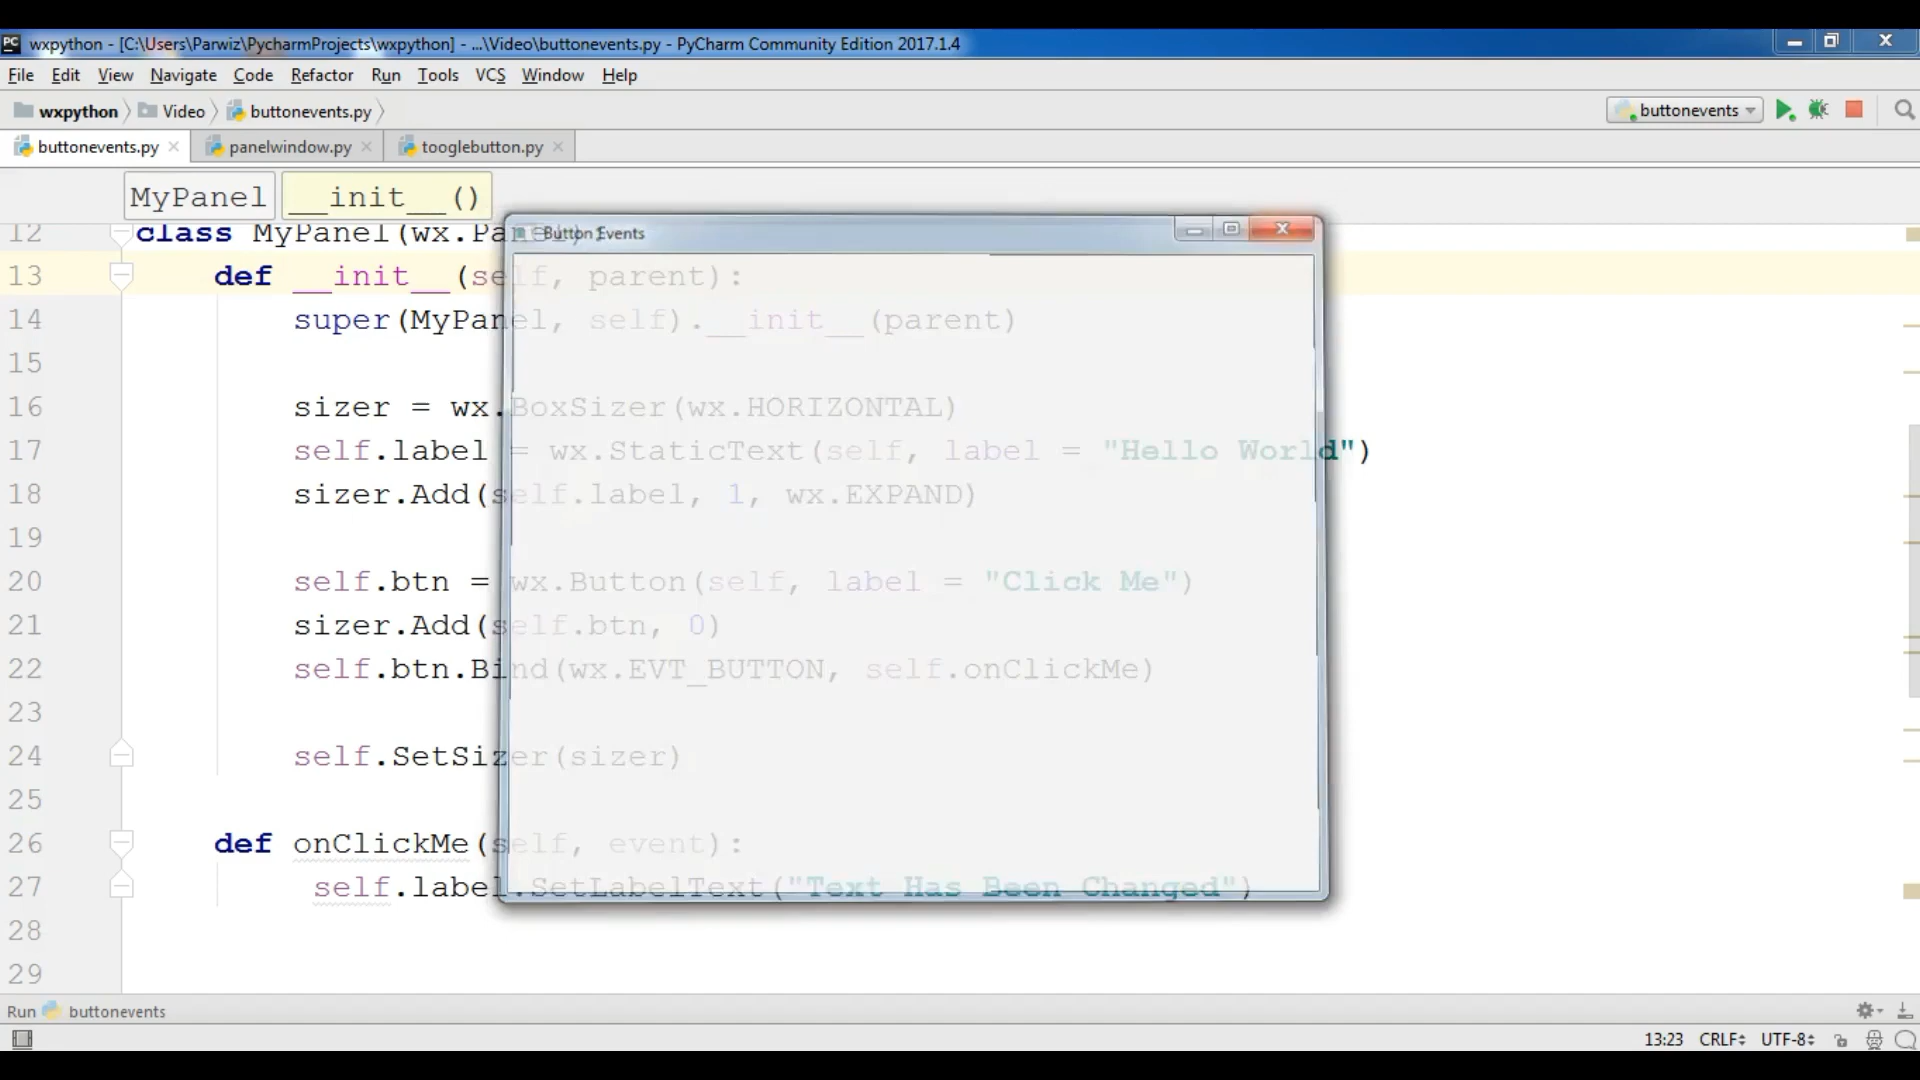 PC wxpython - [C:\Users\Parwiz\PycharmProjects\wxpython] - ...\Video\buttonevents.py - PyCharm Community Edition 2017.1.4
File Edit View Navigate Code Refactor Run Tools VCS Window Help
wxpython Video buttonevents.py buttonevents
buttonevents.py panelwindow.py tooglebutton.py
MyPanel __init__()
Button Events
12 class MyPanel(wx.Panel):
13 def __init__(self, parent):
14 super(MyPanel, self).__init__(parent)
15
16 sizer = wx.BoxSizer(wx.HORIZONTAL)
17 self.label = wx.StaticText(self, label = "Hello World")
18 sizer.Add(self.label, 1, wx.EXPAND)
19
20 self.btn = wx.Button(self, label = "Click Me")
21 sizer.Add(self.btn, 0)
22 self.btn.Bind(wx.EVT_BUTTON, self.onClickMe)
23
24 self.SetSizer(sizer)
25
26 def onClickMe(self, event):
27 self.label.SetLabelText("Text Has Been Changed")
28
29
Run buttonevents
13:23 CRLF UTF-8